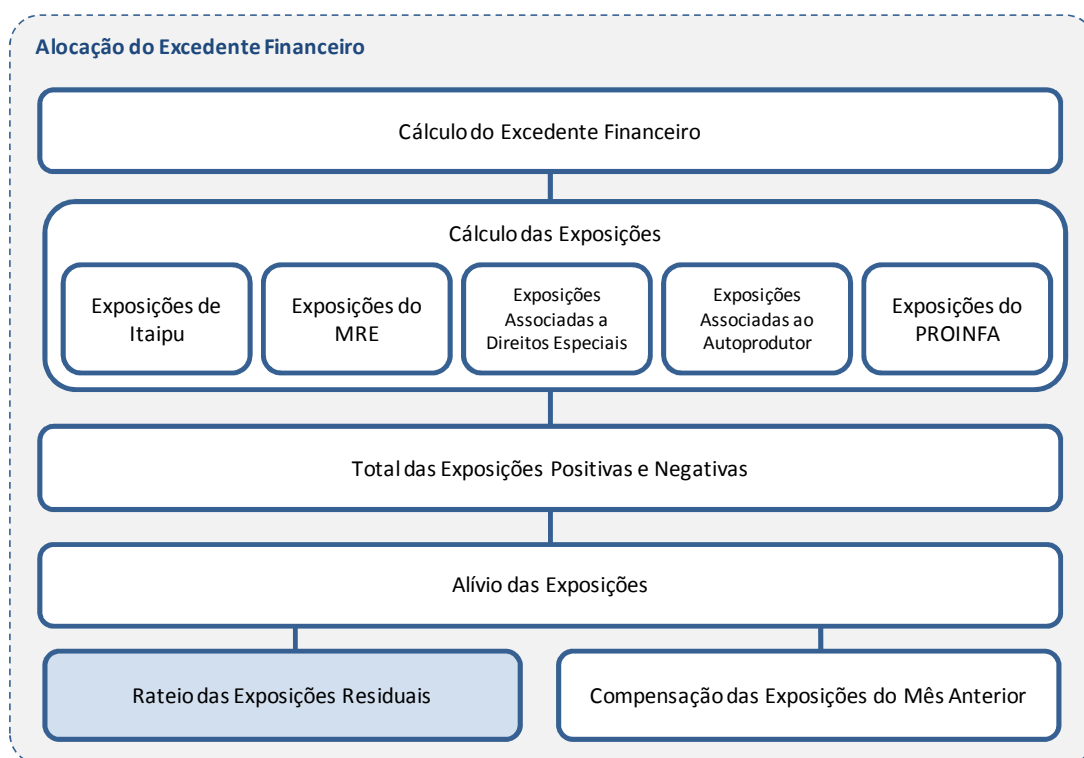 Alocação do Excedente Financeiro
Cálculo do Excedente Financeiro
Cálculo das Exposições
Exposições de
Itaipu
Exposições do
MRE
Exposições
Associadas a
Direitos Especiais
Exposições
Associadas ao
Autoprodutor
Exposições do
PROINFA
Total das Exposições Positivas e Negativas
Alívio das Exposições
Rateio das Exposições Residuais
Compensação das Exposições do Mês Anterior